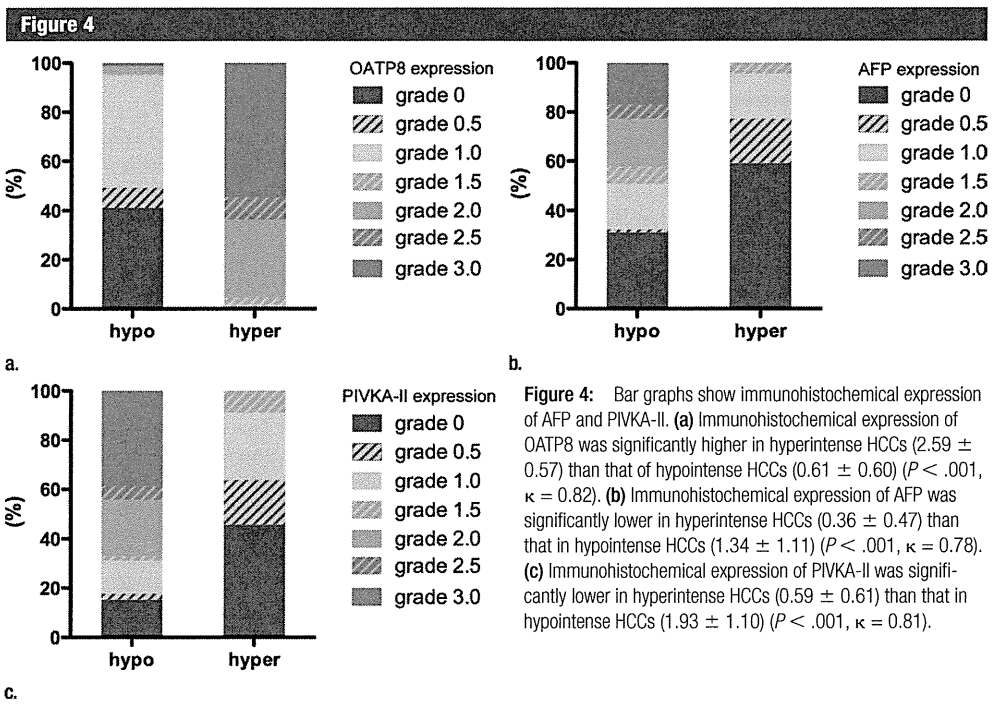 Figure 4
100
80
60
40
20
0
(%)
hypo
hyper
OATP8 expression
grade 0
grade 0.5
grade 1.0
grade 1.5
grade 2.0
grade 2.5
grade 3.0
a.
100
80
60
40
20
0
(%)
hypo
hyper
AFP expression
grade 0
grade 0.5
grade 1.0
grade 1.5
grade 2.0
grade 2.5
grade 3.0
b.
100
80
60
40
20
0
(%)
hypo
hyper
PIVKA-II expression
grade 0
grade 0.5
grade 1.0
grade 1.5
grade 2.0
grade 2.5
grade 3.0
c.
Figure 4: Bar graphs show immunohistochemical expression
of AFP and PIVKA-II. (a) Immunohistochemical expression of
OATP8 was significantly higher in hyperintense HCCs (2.59 ±
0.57) than that of hypointense HCCs (0.61 ± 0.60) (P < .001,
κ = 0.82). (b) Immunohistochemical expression of AFP was
significantly lower in hyperintense HCCs (0.36 ± 0.47) than
that in hypointense HCCs (1.34 ± 1.11) (P < .001, κ = 0.78).
(c) Immunohistochemical expression of PIVKA-II was signifi-
cantly lower in hyperintense HCCs (0.59 ± 0.61) than that in
hypointense HCCs (1.93 ± 1.10) (P < .001, κ = 0.81).